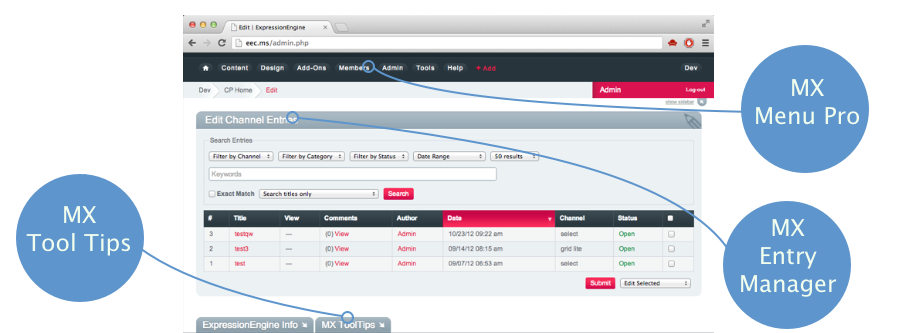 Edit | ExpressionEngine
eec.ms/admin.php
Content Design Add-Ons Members Admin Tools Help + Add Dev
Dev CP Home Edit Admin Log-out
view sidebar
Edit Channel Entries
Search Entries
Filter by Channel Filter by Category Filter by Status Date Range 50 results
Keywords
Exact Match Search titles only Search
# Title View Comments Author Date Channel Status
3 testqw --- (0) View Admin 10/23/12 09:22 am select Open
2 test3 --- (0) View Admin 09/14/12 08:15 am grid lite Open
1 test --- (0) View Admin 09/07/12 06:53 am select Open
Submit Edit Selected
ExpressionEngine Info MX ToolTips
MX
Tool Tips
MX
Menu Pro
MX
Entry
Manager